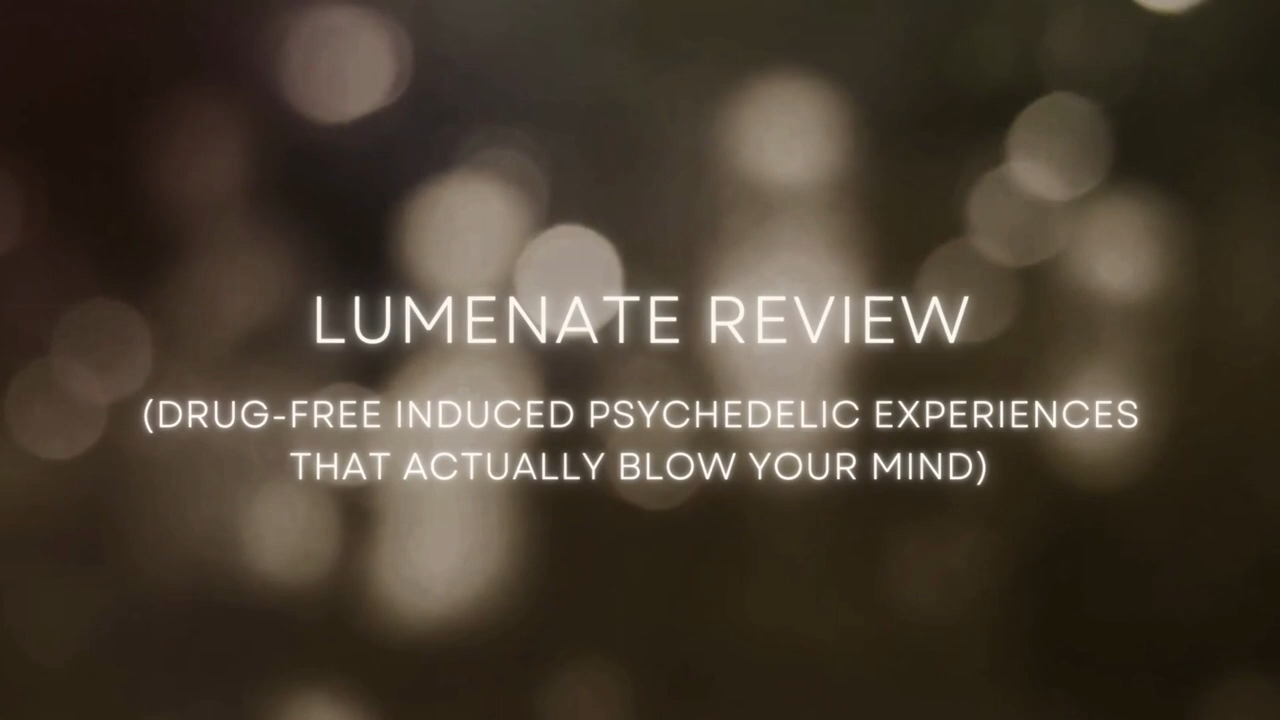 LUMENATE REVIEW
(DRUG-FREE INDUCED PSYCHEDELIC EXPERIENCES
THAT ACTUALLY BLOW YOUR MIND)